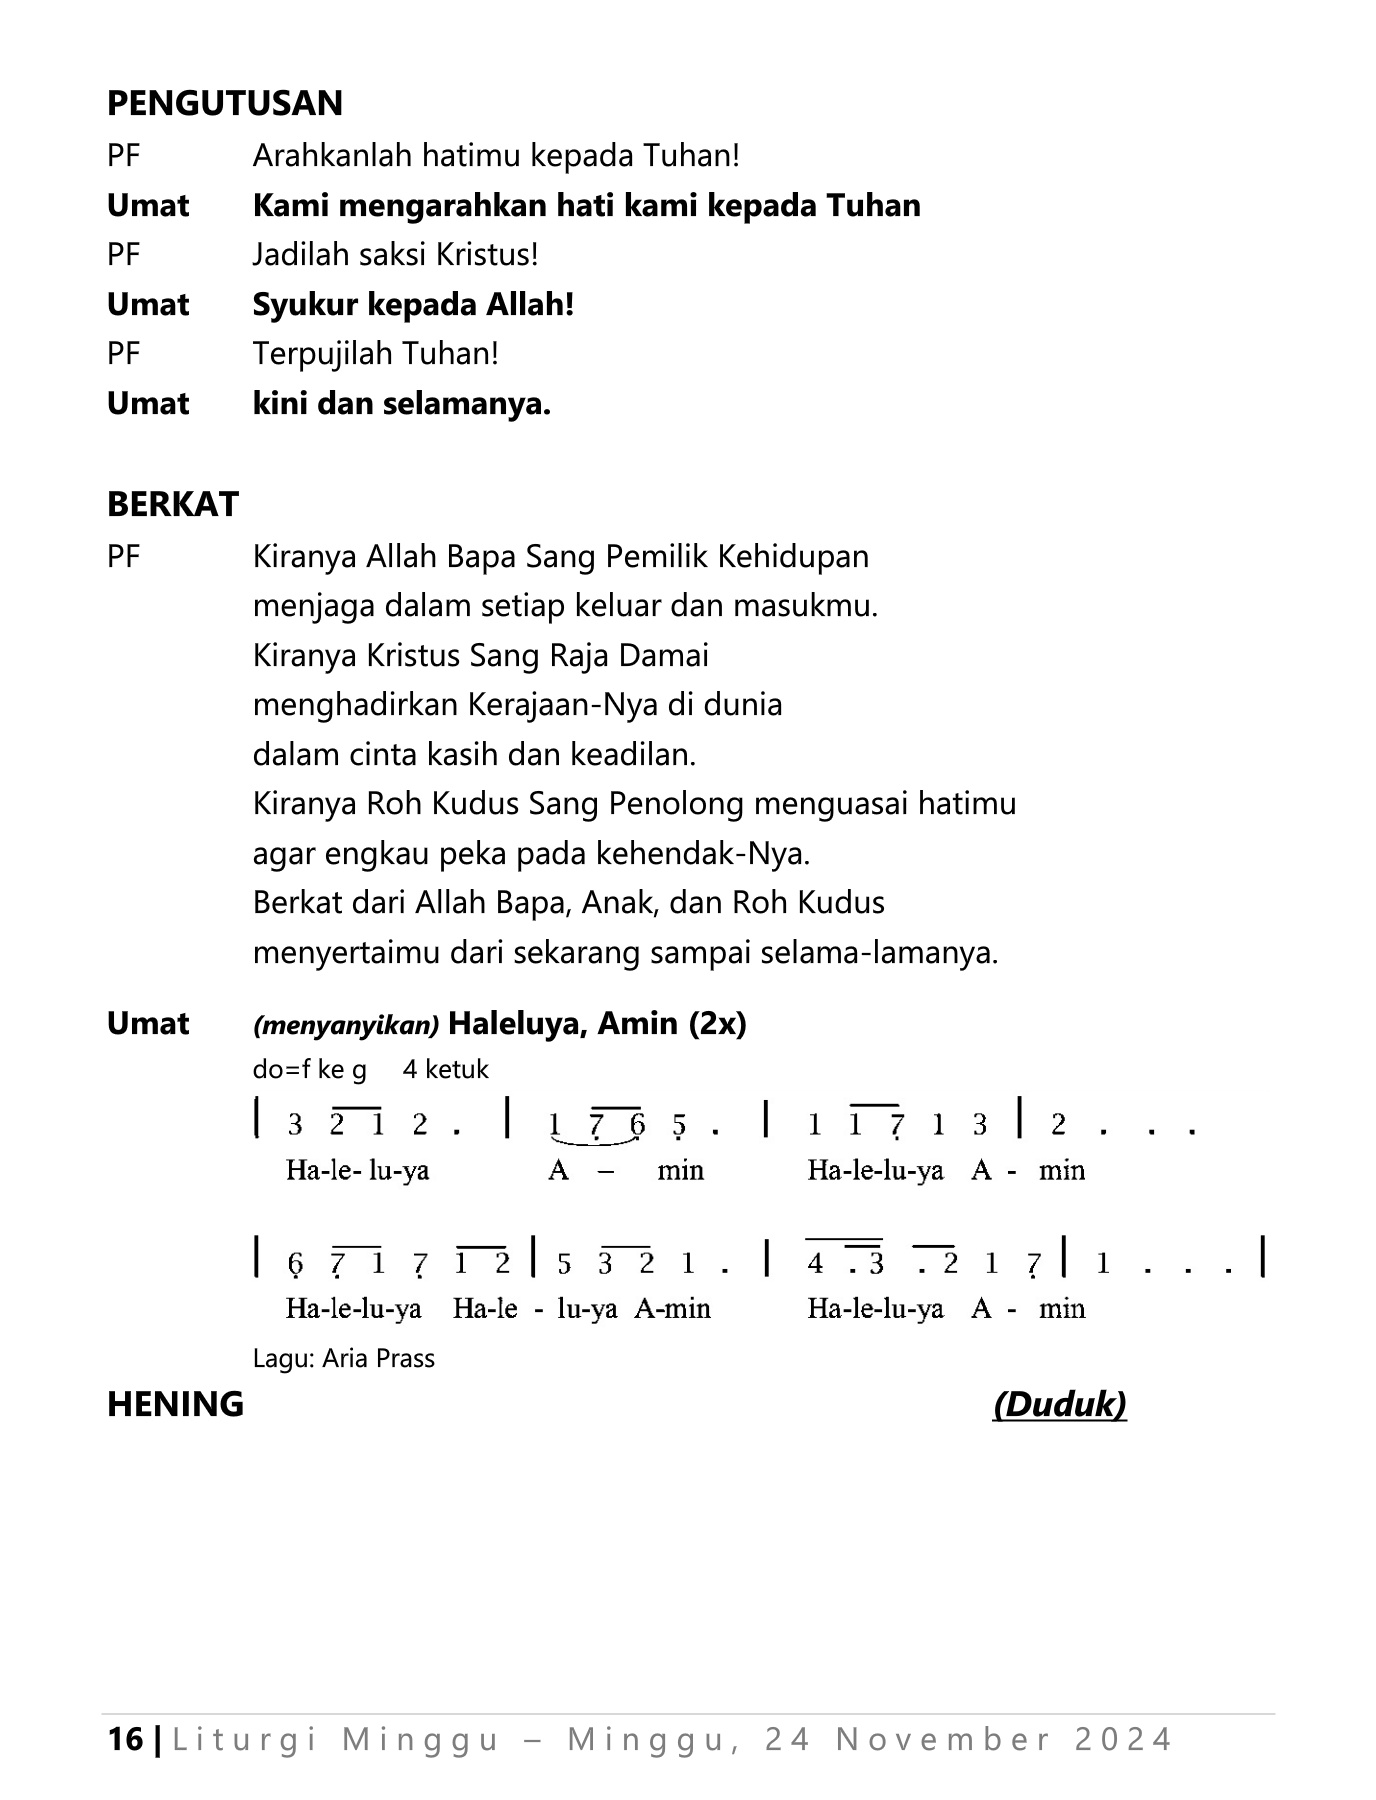 PENGUTUSAN
PF Arahkanlah hatimu kepada Tuhan!
Umat Kami mengarahkan hati kami kepada Tuhan
PF Jadilah saksi Kristus!
Umat Syukur kepada Allah!
PF Terpujilah Tuhan!
Umat kini dan selamanya.
BERKAT
PF Kiranya Allah Bapa Sang Pemilik Kehidupan
menjaga dalam setiap keluar dan masukmu.
Kiranya Kristus Sang Raja Damai
menghadirkan Kerajaan-Nya di dunia
dalam cinta kasih dan keadilan.
Kiranya Roh Kudus Sang Penolong menguasai hatimu
agar engkau peka pada kehendak-Nya.
Berkat dari Allah Bapa, Anak, dan Roh Kudus
menyertaimu dari sekarang sampai selama-lamanya.
Umat (menyanyikan) Haleluya, Amin (2x)
do=f ke g 4 ketuk
| 3 2 1 2 . | 1 7̣ 6̣ 5̣ . | 1 1 7̣ 1 3 | 2 . . .
Ha-le- lu-ya A – min Ha-le-lu-ya A - min
| 6̣ 7̣ 1 7̣ 1 2 | 5 3 2 1 . | 4 . 3 . 2 1 7̣ | 1 . . . |
Ha-le-lu-ya Ha-le - lu-ya A-min Ha-le-lu-ya A - min
Lagu: Aria Prass
HENING (Duduk)
16 | Liturgi Minggu – Minggu, 24 November 2024